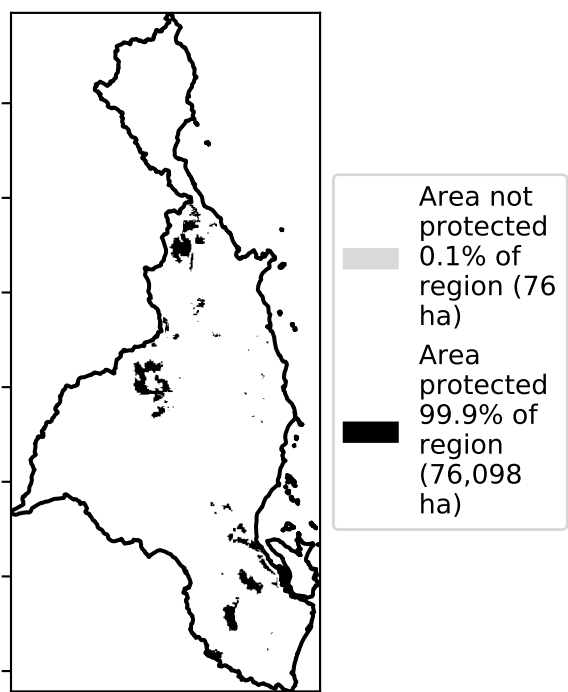 Area not
protected
0.1% of
region (76
ha)
Area
protected
99.9% of
region
(76,098
ha)